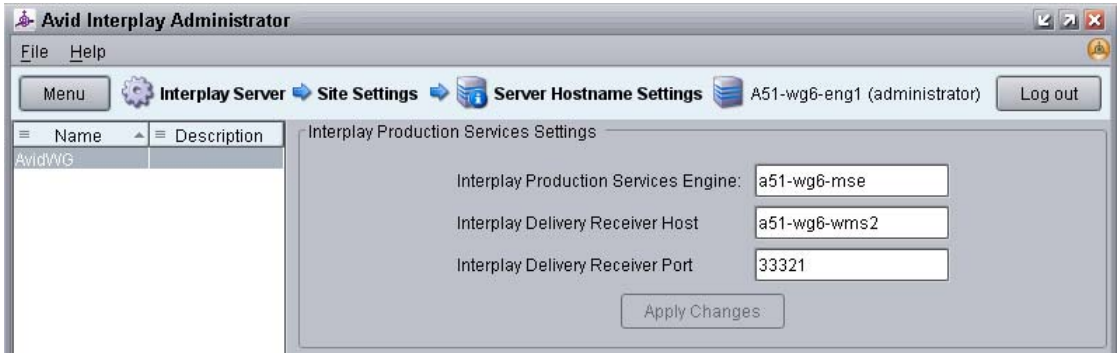 Avid Interplay Administrator
File Help
Menu Interplay Server Site Settings Server Hostname Settings A51-wg6-eng1 (administrator) Log out
Name Description
AvidWG
Interplay Production Services Settings
Interplay Production Services Engine: a51-wg6-mse
Interplay Delivery Receiver Host a51-wg6-wms2
Interplay Delivery Receiver Port 33321
Apply Changes